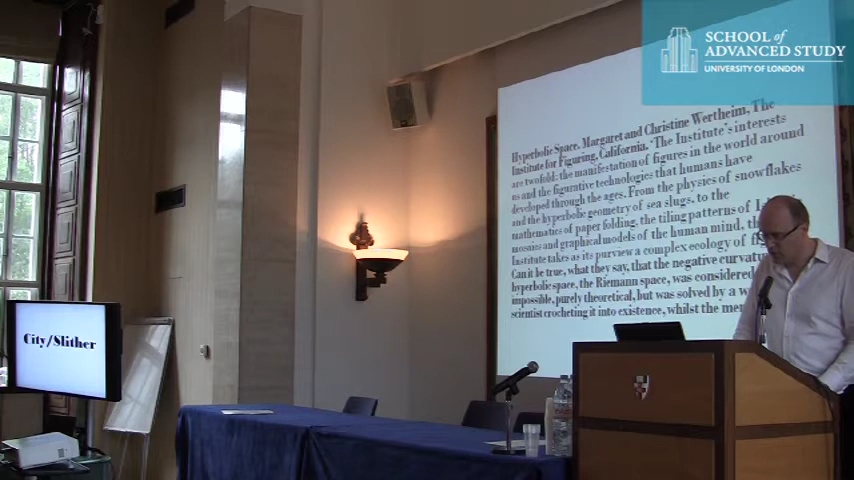 SCHOOL of
ADVANCED STUDY
UNIVERSITY OF LONDON
Hyperbolic Space. Margaret and Christine Wertheim, The
Institute for Figuring, California. 'The Institute's interests
are twofold: the manifestation of figures in the world around
us and the figurative technologies that humans have
developed through the ages. From the physics of snowflakes
and the hyperbolic geometry of sea slugs, to the
mathematics of paper folding, the tiling patterns of
mosaics and graphical models of the human mind, the
Institute takes as its purview a complex ecology of
Can it be true, what they say, that the negative curvature
hyperbolic space, the Riemann space, was considered
impossible, purely theoretical, but was solved by a
scientist crocheting it into existence, whilst the
City/Slither